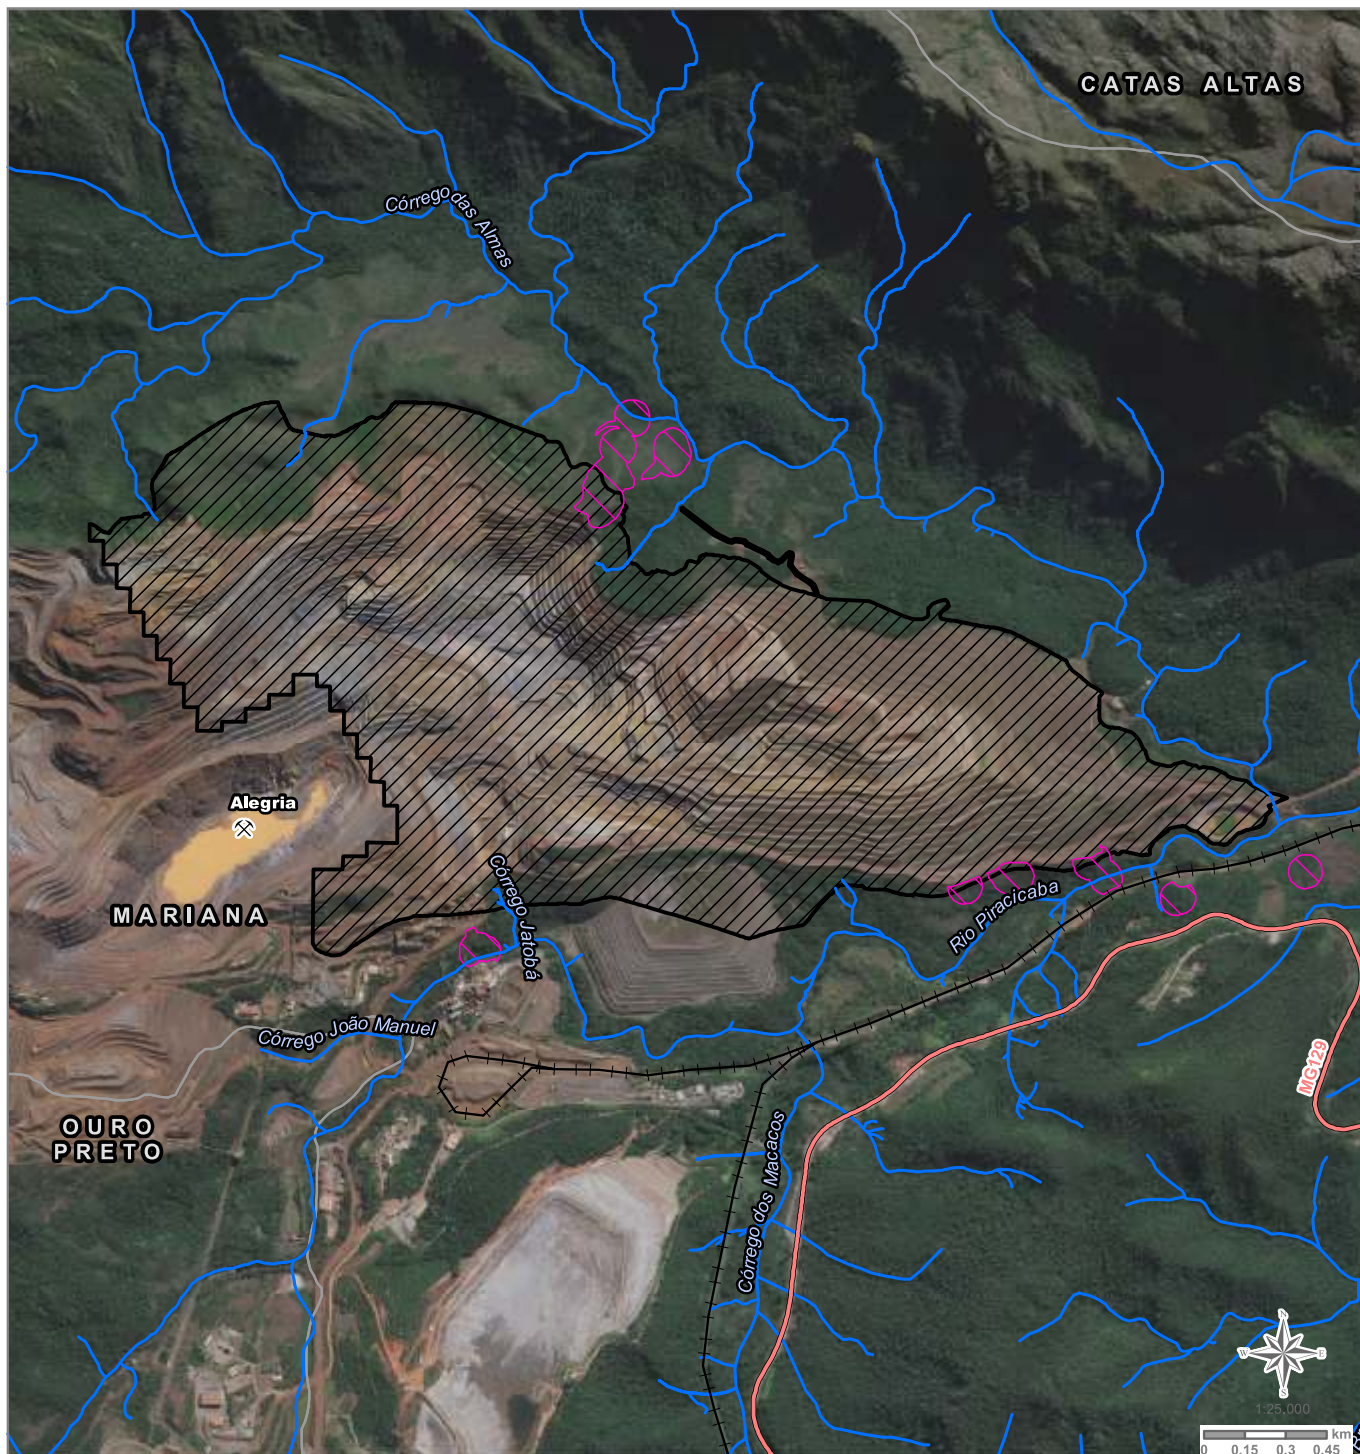 CATAS ALTAS
Córrego das Almas
Alegria
MARIANA
Córrego Jatobá
Rio Piracicaba
Córrego João Manuel
MG129
OURO
PRETO
Córrego dos Macacos
N
W E
S
1:25.000
km
0 0.15 0.3 0.45